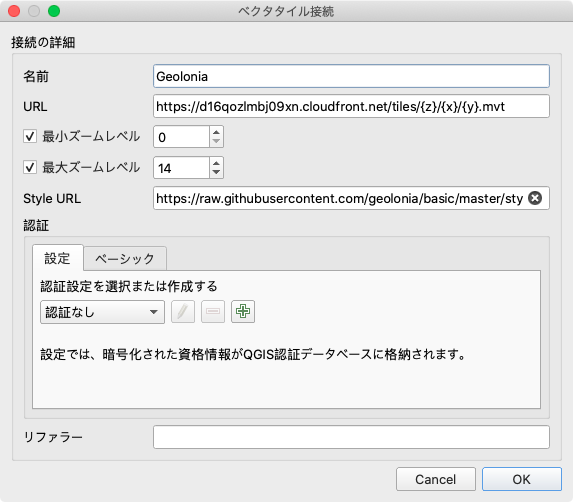 ベクタタイル接続
接続の詳細
名前 Geolonia
URL https://d16qozlmbj09xn.cloudfront.net/tiles/{z}/{x}/{y}.mvt
最小ズームレベル 0
最大ズームレベル 14
Style URL https://raw.githubusercontent.com/geolonia/basic/master/sty
認証
設定 ベーシック
認証設定を選択または作成する
認証なし
設定では、暗号化された資格情報がQGIS認証データベースに格納されます。
リファラー
Cancel OK